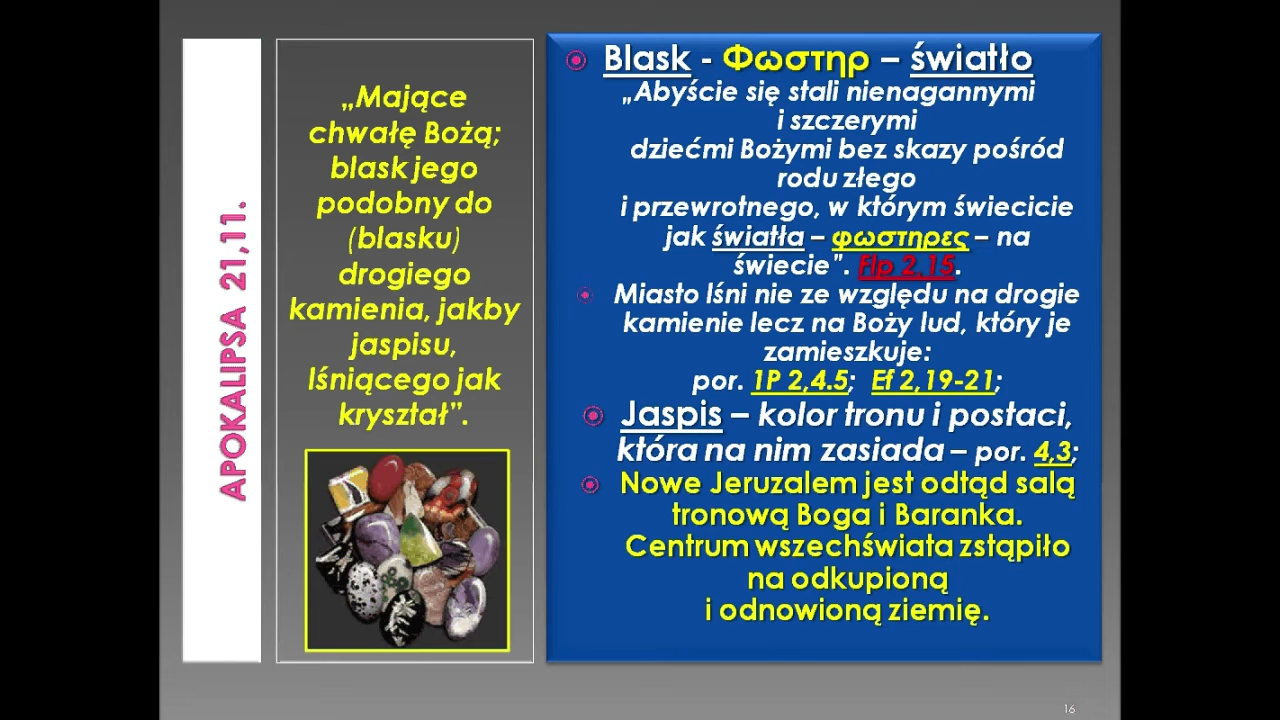 APOKALIPSA 21,11.
„Mające
chwałę Bożą;
blask jego
podobny do
(blasku)
drogiego
kamienia, jakby
jaspisu,
lśniącego jak
kryształ”.
Blask - Φωστηρ – światło
„Abyście się stali nienagannymi
i szczerymi
dziećmi Bożymi bez skazy pośród
rodu złego
i przewrotnego, w którym świecicie
jak światła – φωστηρες – na
świecie”. Flp 2,15.
Miasto lśni nie ze względu na drogie
kamienie lecz na Boży lud, który je
zamieszkuje:
por. 1P 2,4.5; Ef 2,19-21;
Jaspis – kolor tronu i postaci,
która na nim zasiada – por. 4,3;
Nowe Jeruzalem jest odtąd salą
tronową Boga i Baranka.
Centrum wszechświata zstąpiło
na odkupioną
i odnowioną ziemię.
16